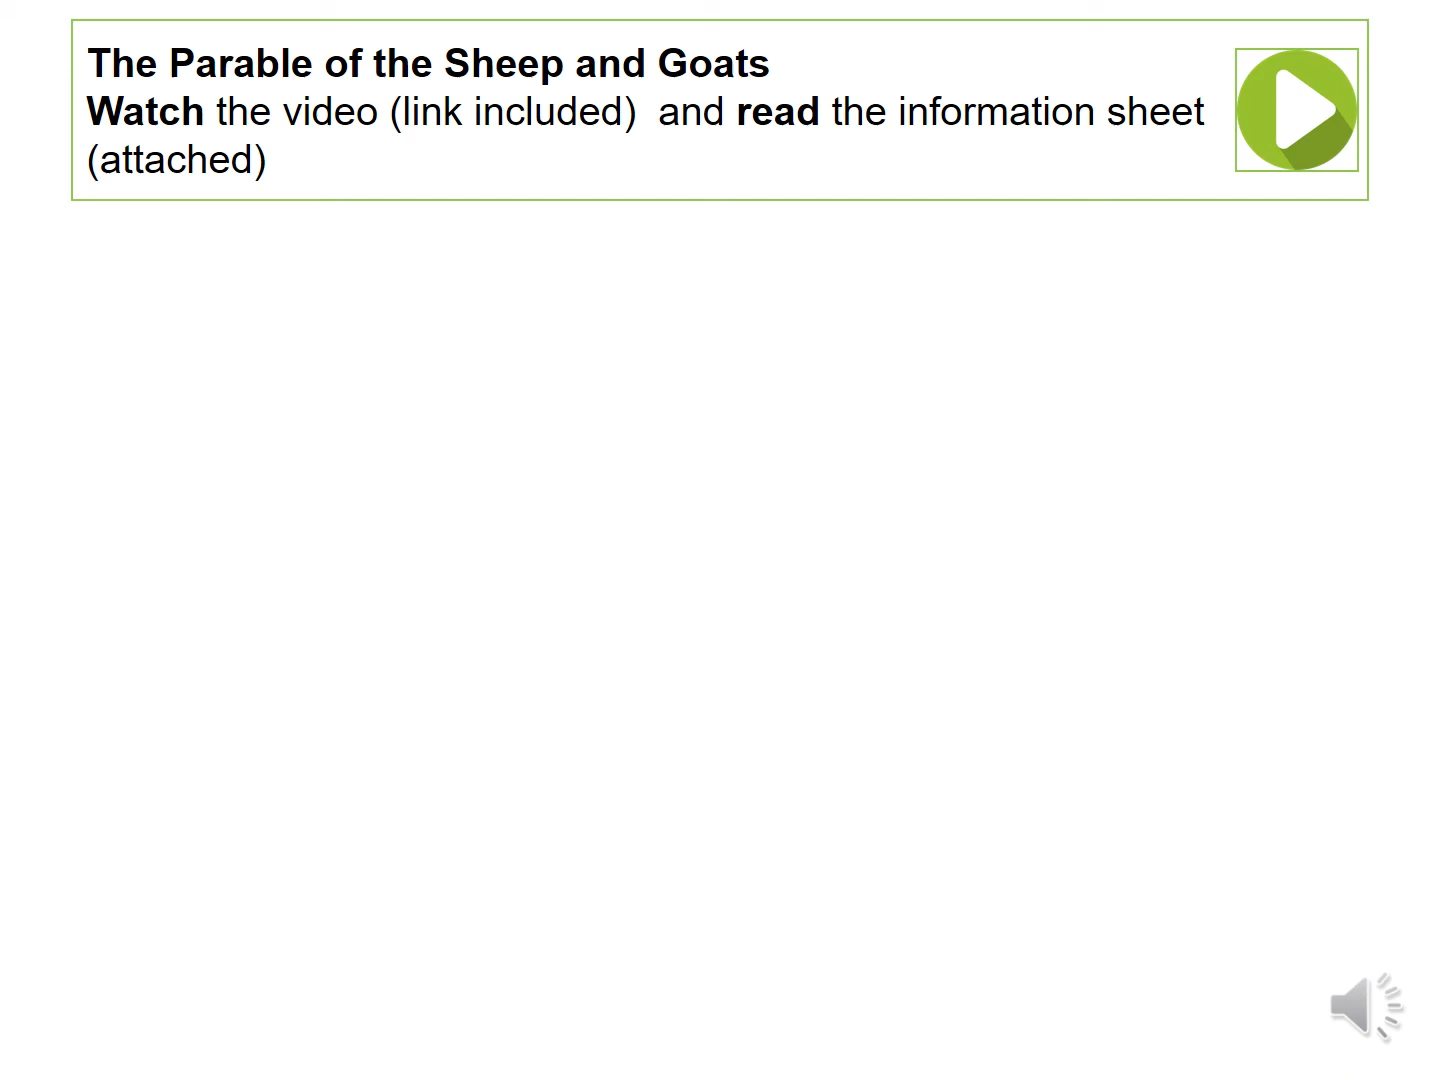 The Parable of the Sheep and Goats
Watch the video (link included)  and read the information sheet
(attached)